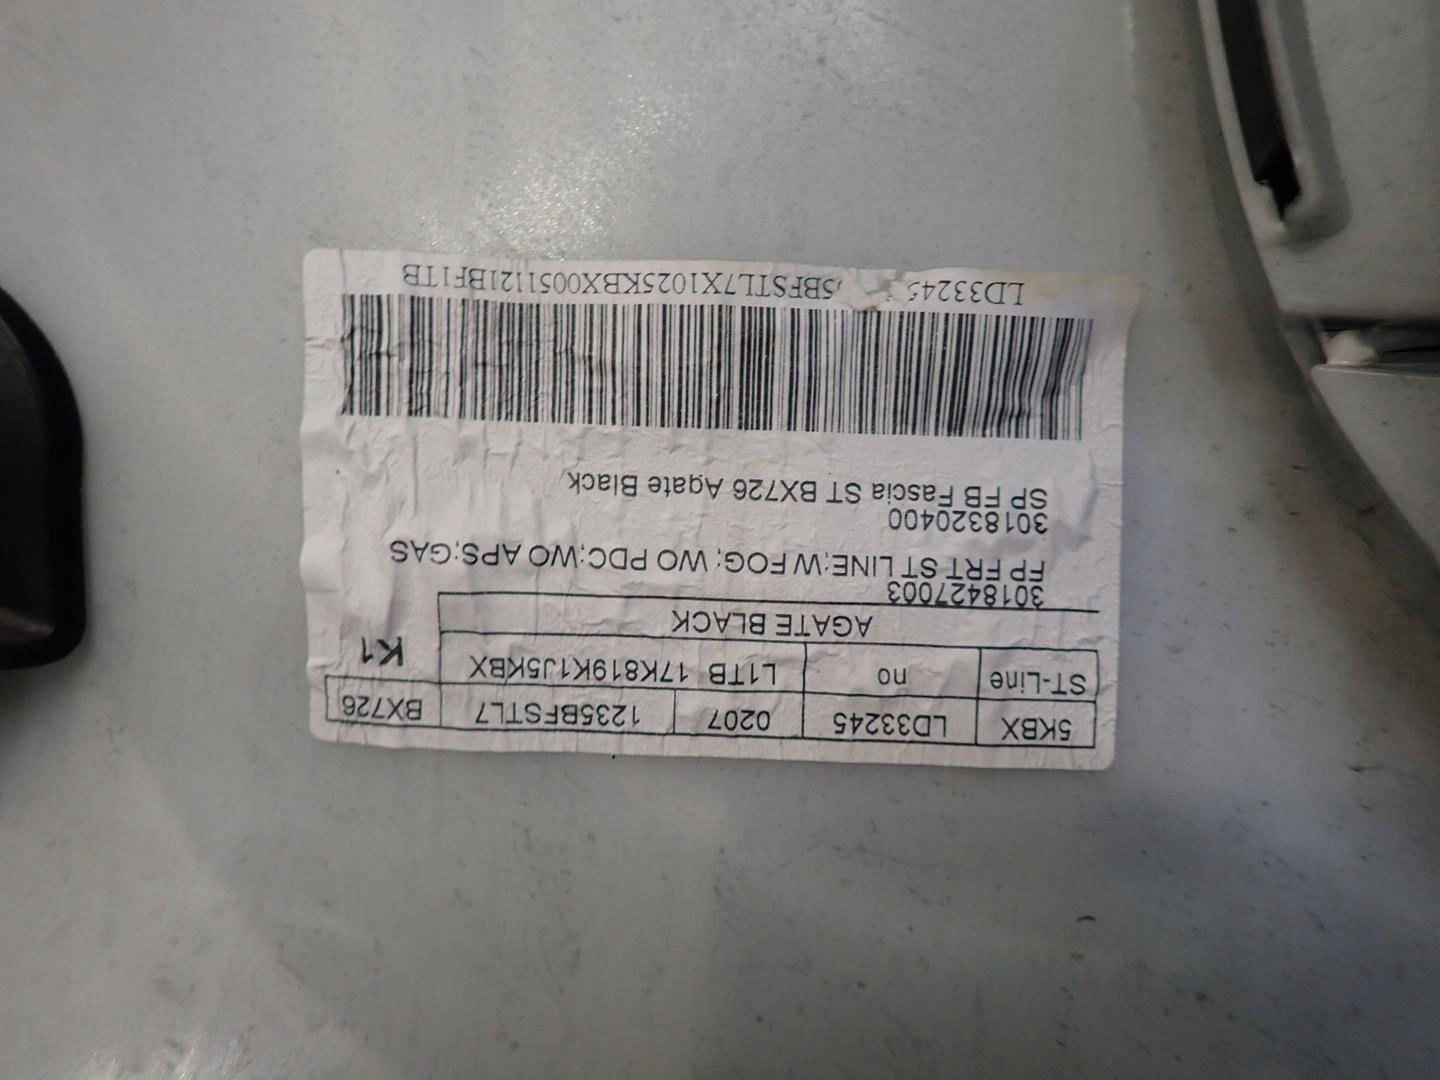 5KBX LD33245 0207 1235BFSTL7 BX726
ST-Line no L1TB 17K819K1J5KBX K1
AGATE BLACK
3018427003
FP FRT ST LINE;W FOG; WO PDC;WO APS;GAS
3018320400
SP FB Fascia ST BX726 Agate Black
LD33245 5BFSTL7X1025KBX0051121BF1TB